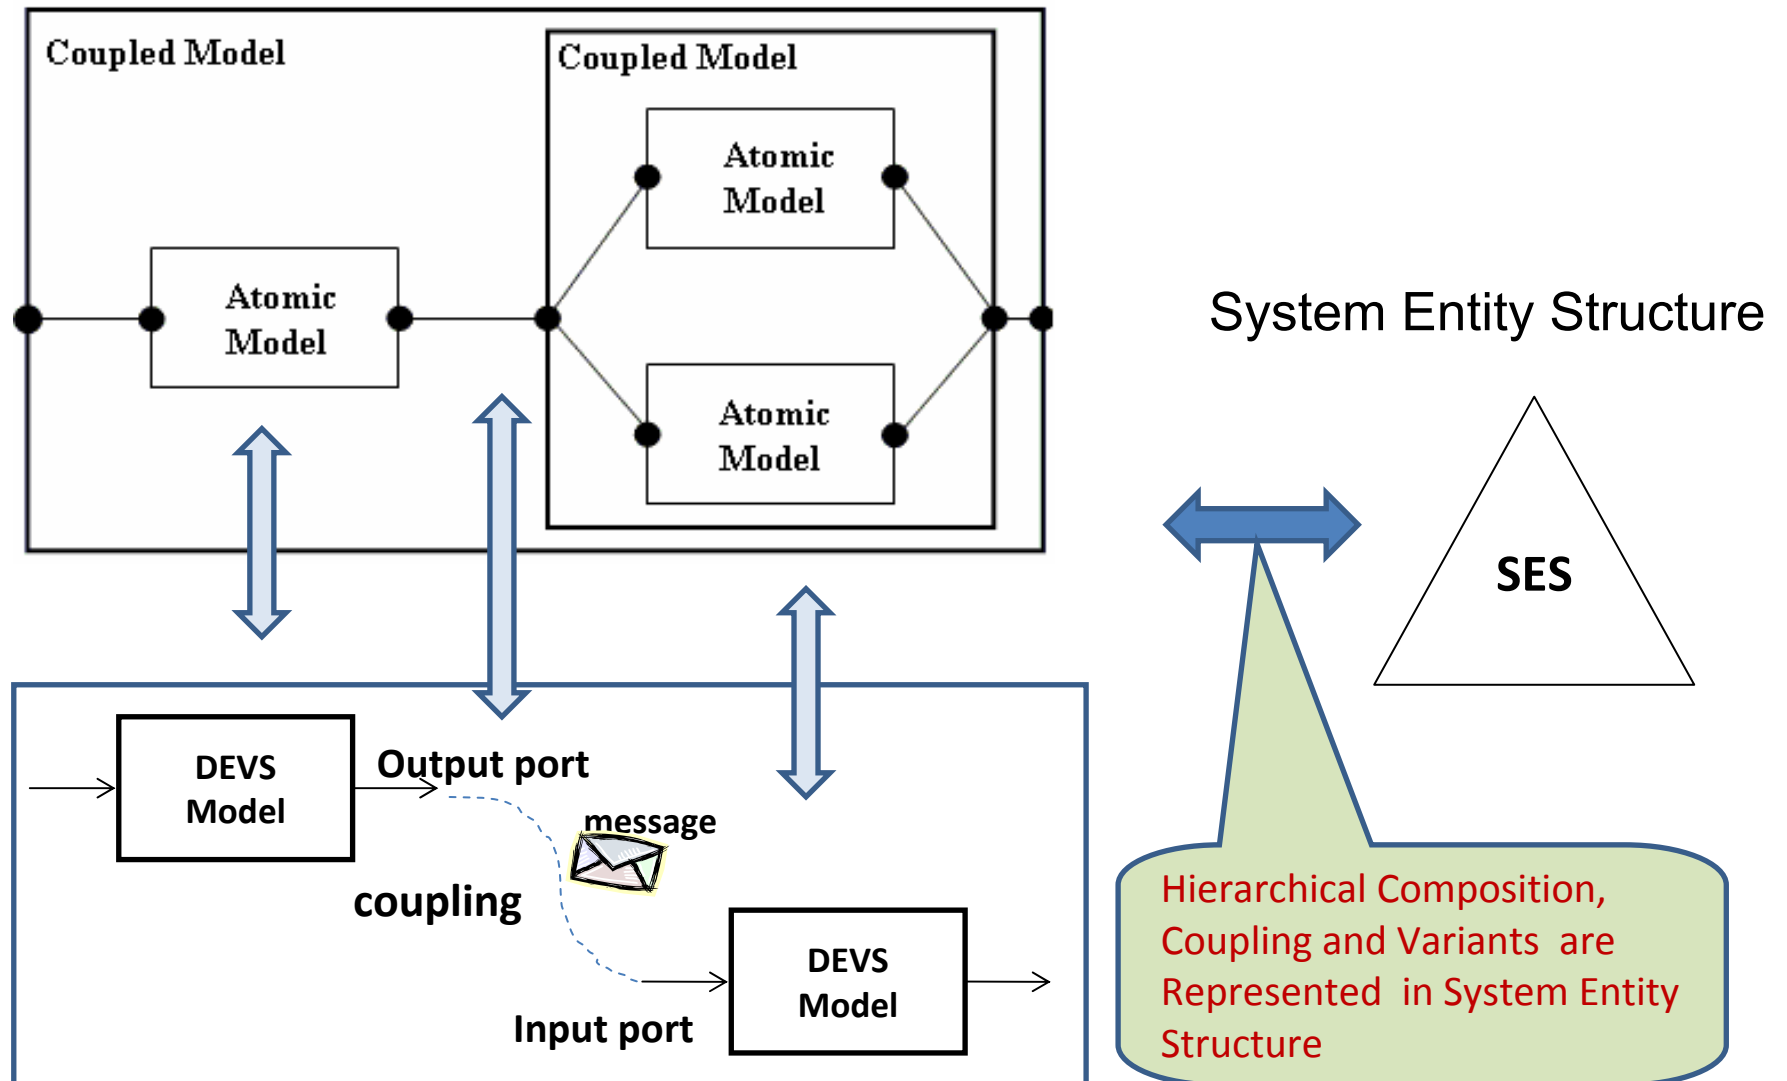 Coupled Model
Coupled Model
Atomic
Model
Atomic
Model
Atomic
Model
System Entity Structure
SES
DEVS
Model
Output port
message
coupling
DEVS
Model
Input port
Hierarchical Composition,
Coupling and Variants are
Represented in System Entity
Structure